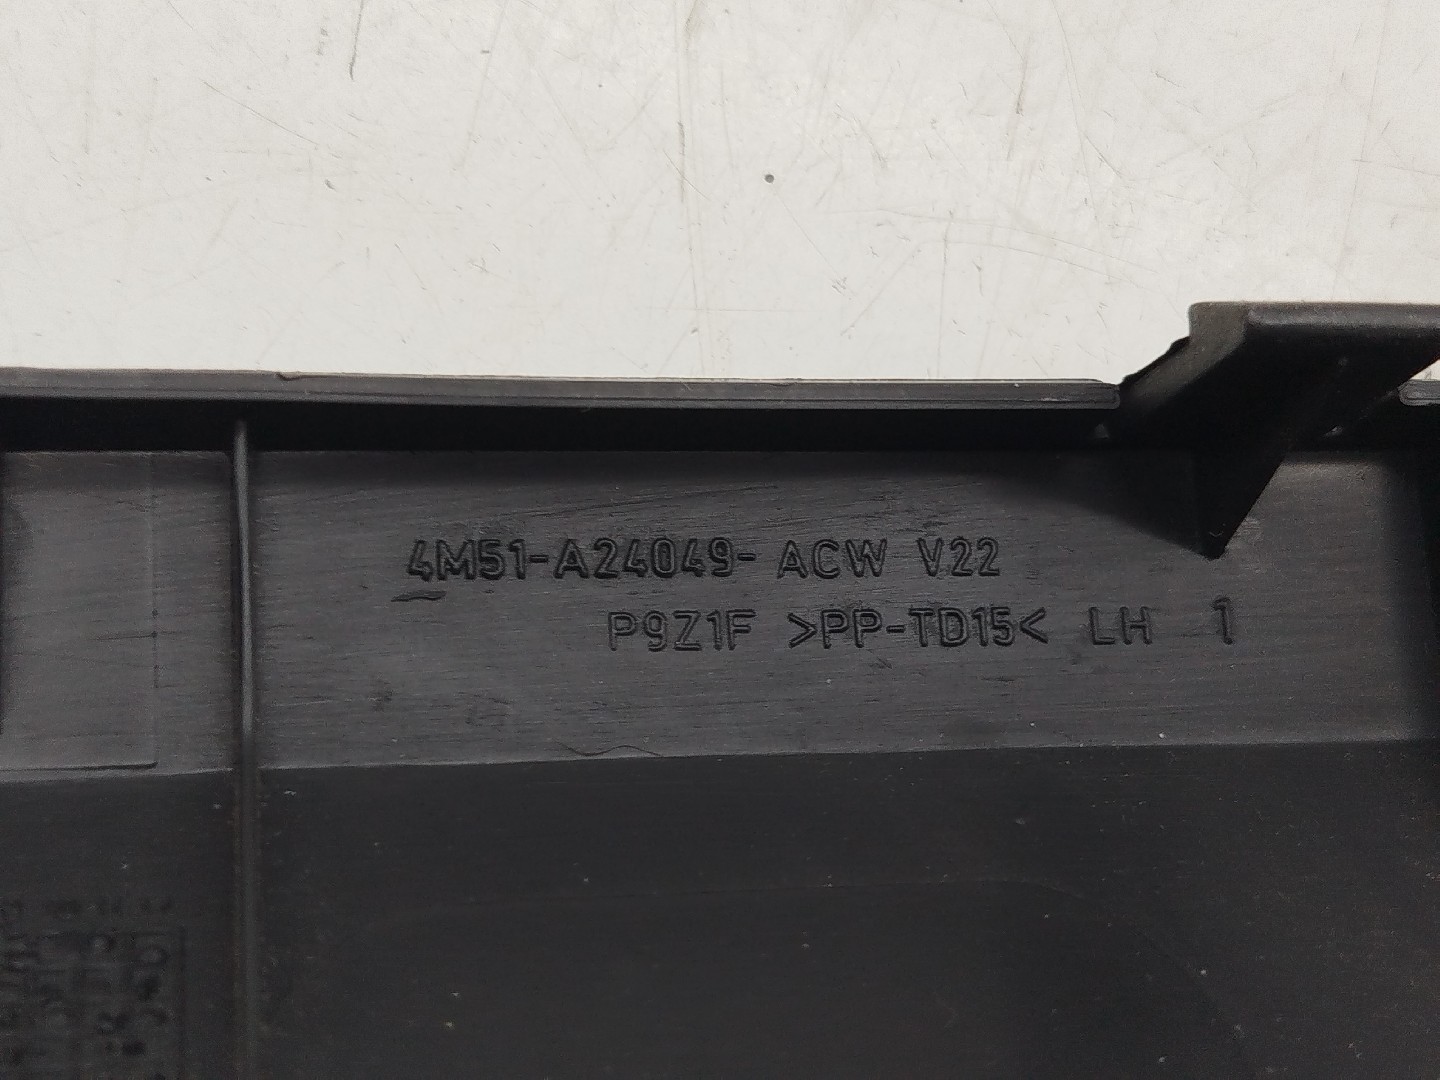 4M51-A24049- ACW V22
P9Z1F >PP-TD15< LH 1